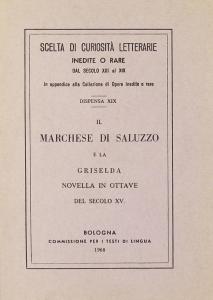 SCELTA DI CURIOSITÀ LETTERARIE
INEDITE O RARE
DAL SECOLO XIII AL XIX
In appendice alla Collezione di Opere inedite o rare
DISPENSA XIX
IL
MARCHESE DI SALUZZO
E LA
GRISELDA
NOVELLA IN OTTAVE
DEL SECOLO XV.
BOLOGNA
COMMISSIONE PER I TESTI DI LINGUA
1968